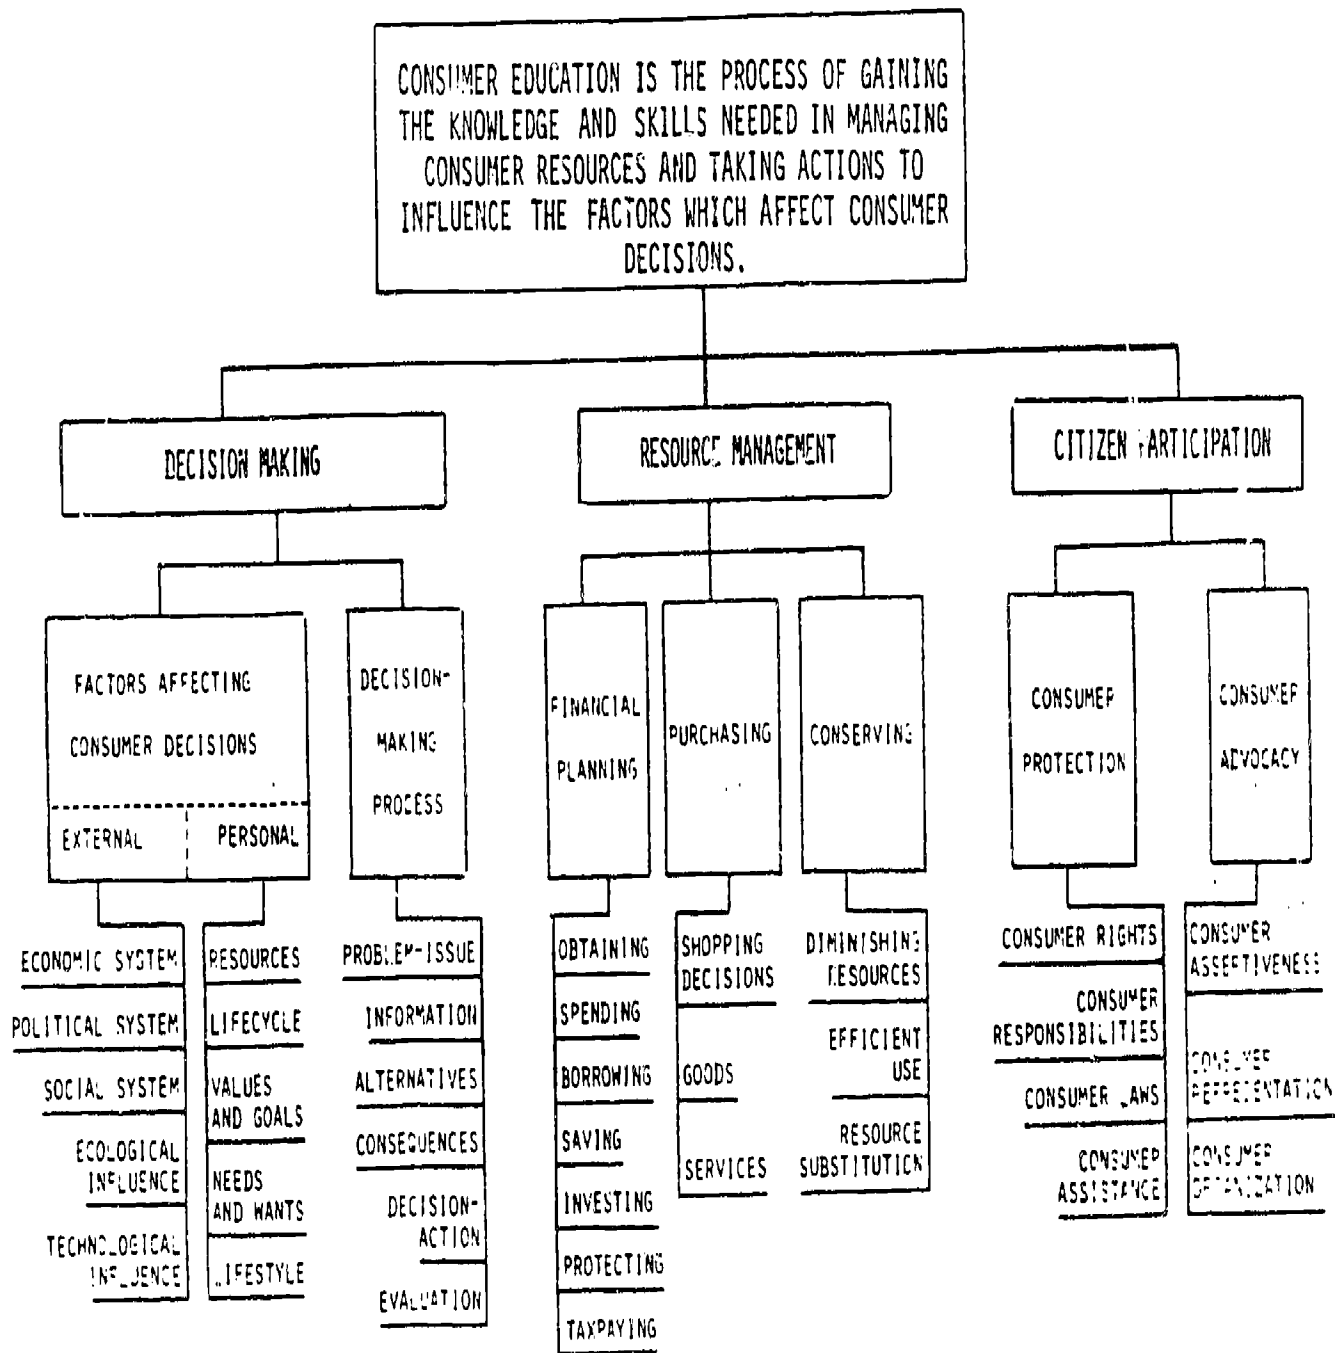 CONSUMER EDUCATION IS THE PROCESS OF GAINING
THE KNOWLEDGE AND SKILLS NEEDED IN MANAGING
CONSUMER RESOURCES AND TAKING ACTIONS TO
INFLUENCE THE FACTORS WHICH AFFECT CONSUMER
DECISIONS.
DECISION MAKING
RESOURCE MANAGEMENT
CITIZEN PARTICIPATION
FACTORS AFFECTING
CONSUMER DECISIONS
EXTERNAL
PERSONAL
DECISION-
MAKING
PROCESS
FINANCIAL
PLANNING
PURCHASING
CONSERVING
CONSUMER
PROTECTION
CONSUMER
ADVOCACY
ECONOMIC SYSTEM
POLITICAL SYSTEM
SOCIAL SYSTEM
ECOLOGICAL
INFLUENCE
TECHNOLOGICAL
INFLUENCE
RESOURCES
LIFECYCLE
VALUES
AND GOALS
NEEDS
AND WANTS
LIFESTYLE
PROBLEM-ISSUE
INFORMATION
ALTERNATIVES
CONSEQUENCES
DECISION-
ACTION
EVALUATION
OBTAINING
SPENDING
BORROWING
SAVING
INVESTING
PROTECTING
TAXPAYING
SHOPPING
DECISIONS
GOODS
SERVICES
DIMINISHING
RESOURCES
EFFICIENT
USE
RESOURCE
SUBSTITUTION
CONSUMER RIGHTS
CONSUMER
RESPONSIBILITIES
CONSUMER LAWS
CONSUMER
ASSISTANCE
CONSUMER
ASSERTIVENESS
CONSUMER
REPRESENTATION
CONSUMER
ORGANIZATION